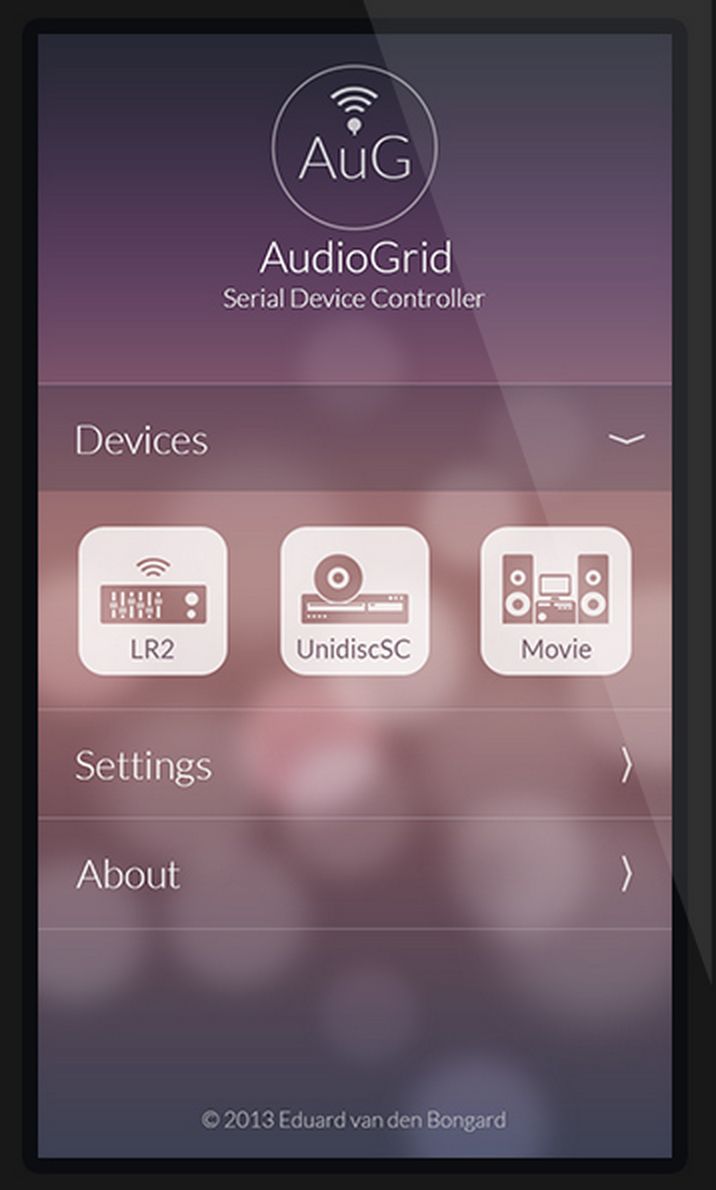 AuG
AudioGrid
Serial Device Controller
Devices
LR2
UnidiscSC
Movie
Settings
About
© 2013 Eduard van den Bongard